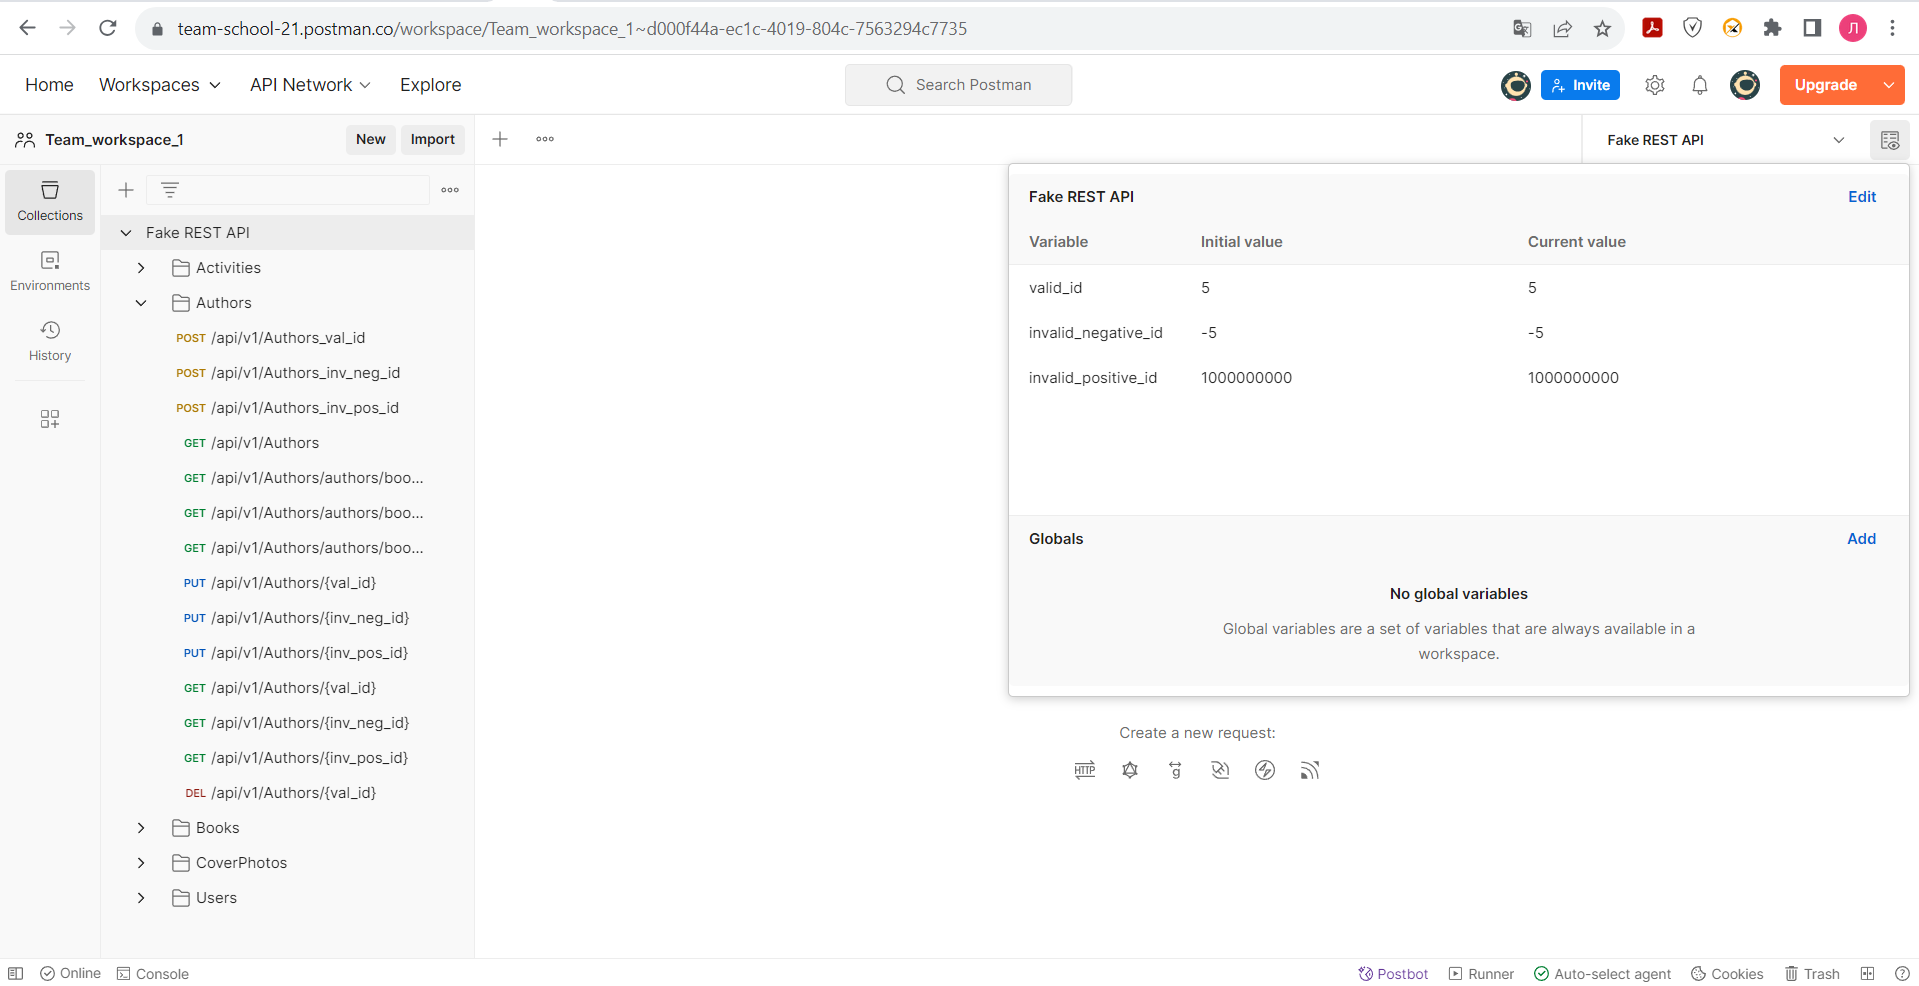 team-school-21.postman.co/workspace/Team_workspace_1~d000f44a-ec1c-4019-804c-7563294c7735
Л
Home Workspaces API Network Explore
Search Postman
Invite
Upgrade
Team_workspace_1
New
Import
Fake REST API
Collections
Environments
History
Fake REST API
Activities
Authors
POST /api/v1/Authors_val_id
POST /api/v1/Authors_inv_neg_id
POST /api/v1/Authors_inv_pos_id
GET /api/v1/Authors
GET /api/v1/Authors/authors/boo...
GET /api/v1/Authors/authors/boo...
GET /api/v1/Authors/authors/boo...
PUT /api/v1/Authors/{val_id}
PUT /api/v1/Authors/{inv_neg_id}
PUT /api/v1/Authors/{inv_pos_id}
GET /api/v1/Authors/{val_id}
GET /api/v1/Authors/{inv_neg_id}
GET /api/v1/Authors/{inv_pos_id}
DEL /api/v1/Authors/{val_id}
Books
CoverPhotos
Users
Fake REST API
Edit
Variable Initial value Current value
valid_id 5 5
invalid_negative_id -5 -5
invalid_positive_id 1000000000 1000000000
Globals
Add
No global variables
Global variables are a set of variables that are always available in a
workspace.
Create a new request:
HTTP
g
Online Console
Postbot Runner Auto-select agent Cookies Trash